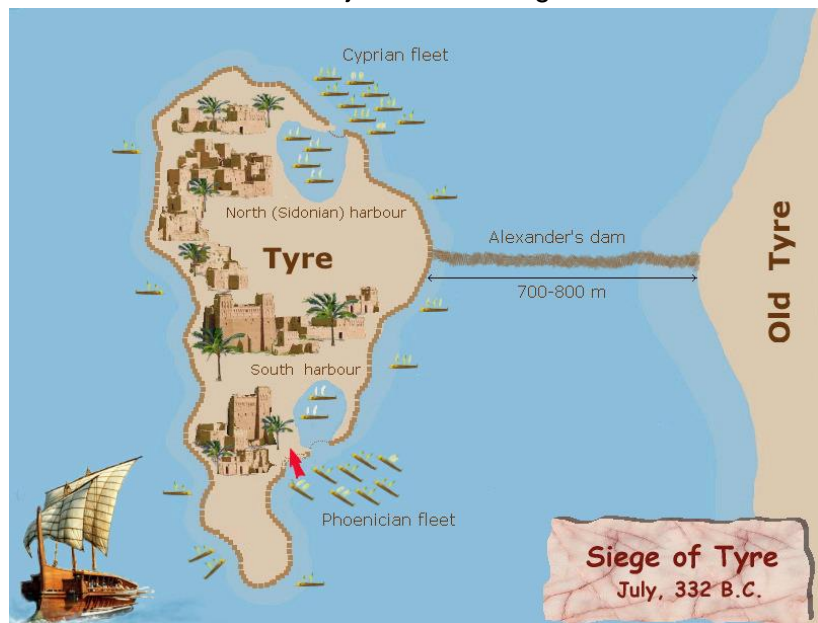 Cyprian fleet
North (Sidonian) harbour
Tyre
Alexander's dam
700-800 m
Old Tyre
South harbour
Phoenician fleet
Siege of Tyre
July, 332 B.C.